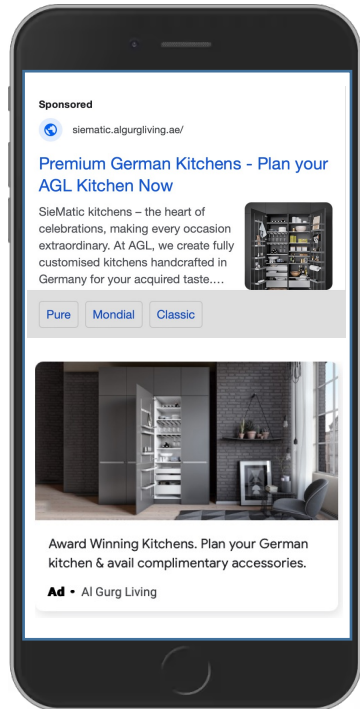 Sponsored
siematic.algurgliving.ae/
Premium German Kitchens - Plan your
AGL Kitchen Now
SieMatic kitchens – the heart of
celebrations, making every occasion
extraordinary. At AGL, we create fully
customised kitchens handcrafted in
Germany for your acquired taste....
Pure Mondial Classic
Award Winning Kitchens. Plan your German
kitchen & avail complimentary accessories.
Ad • Al Gurg Living